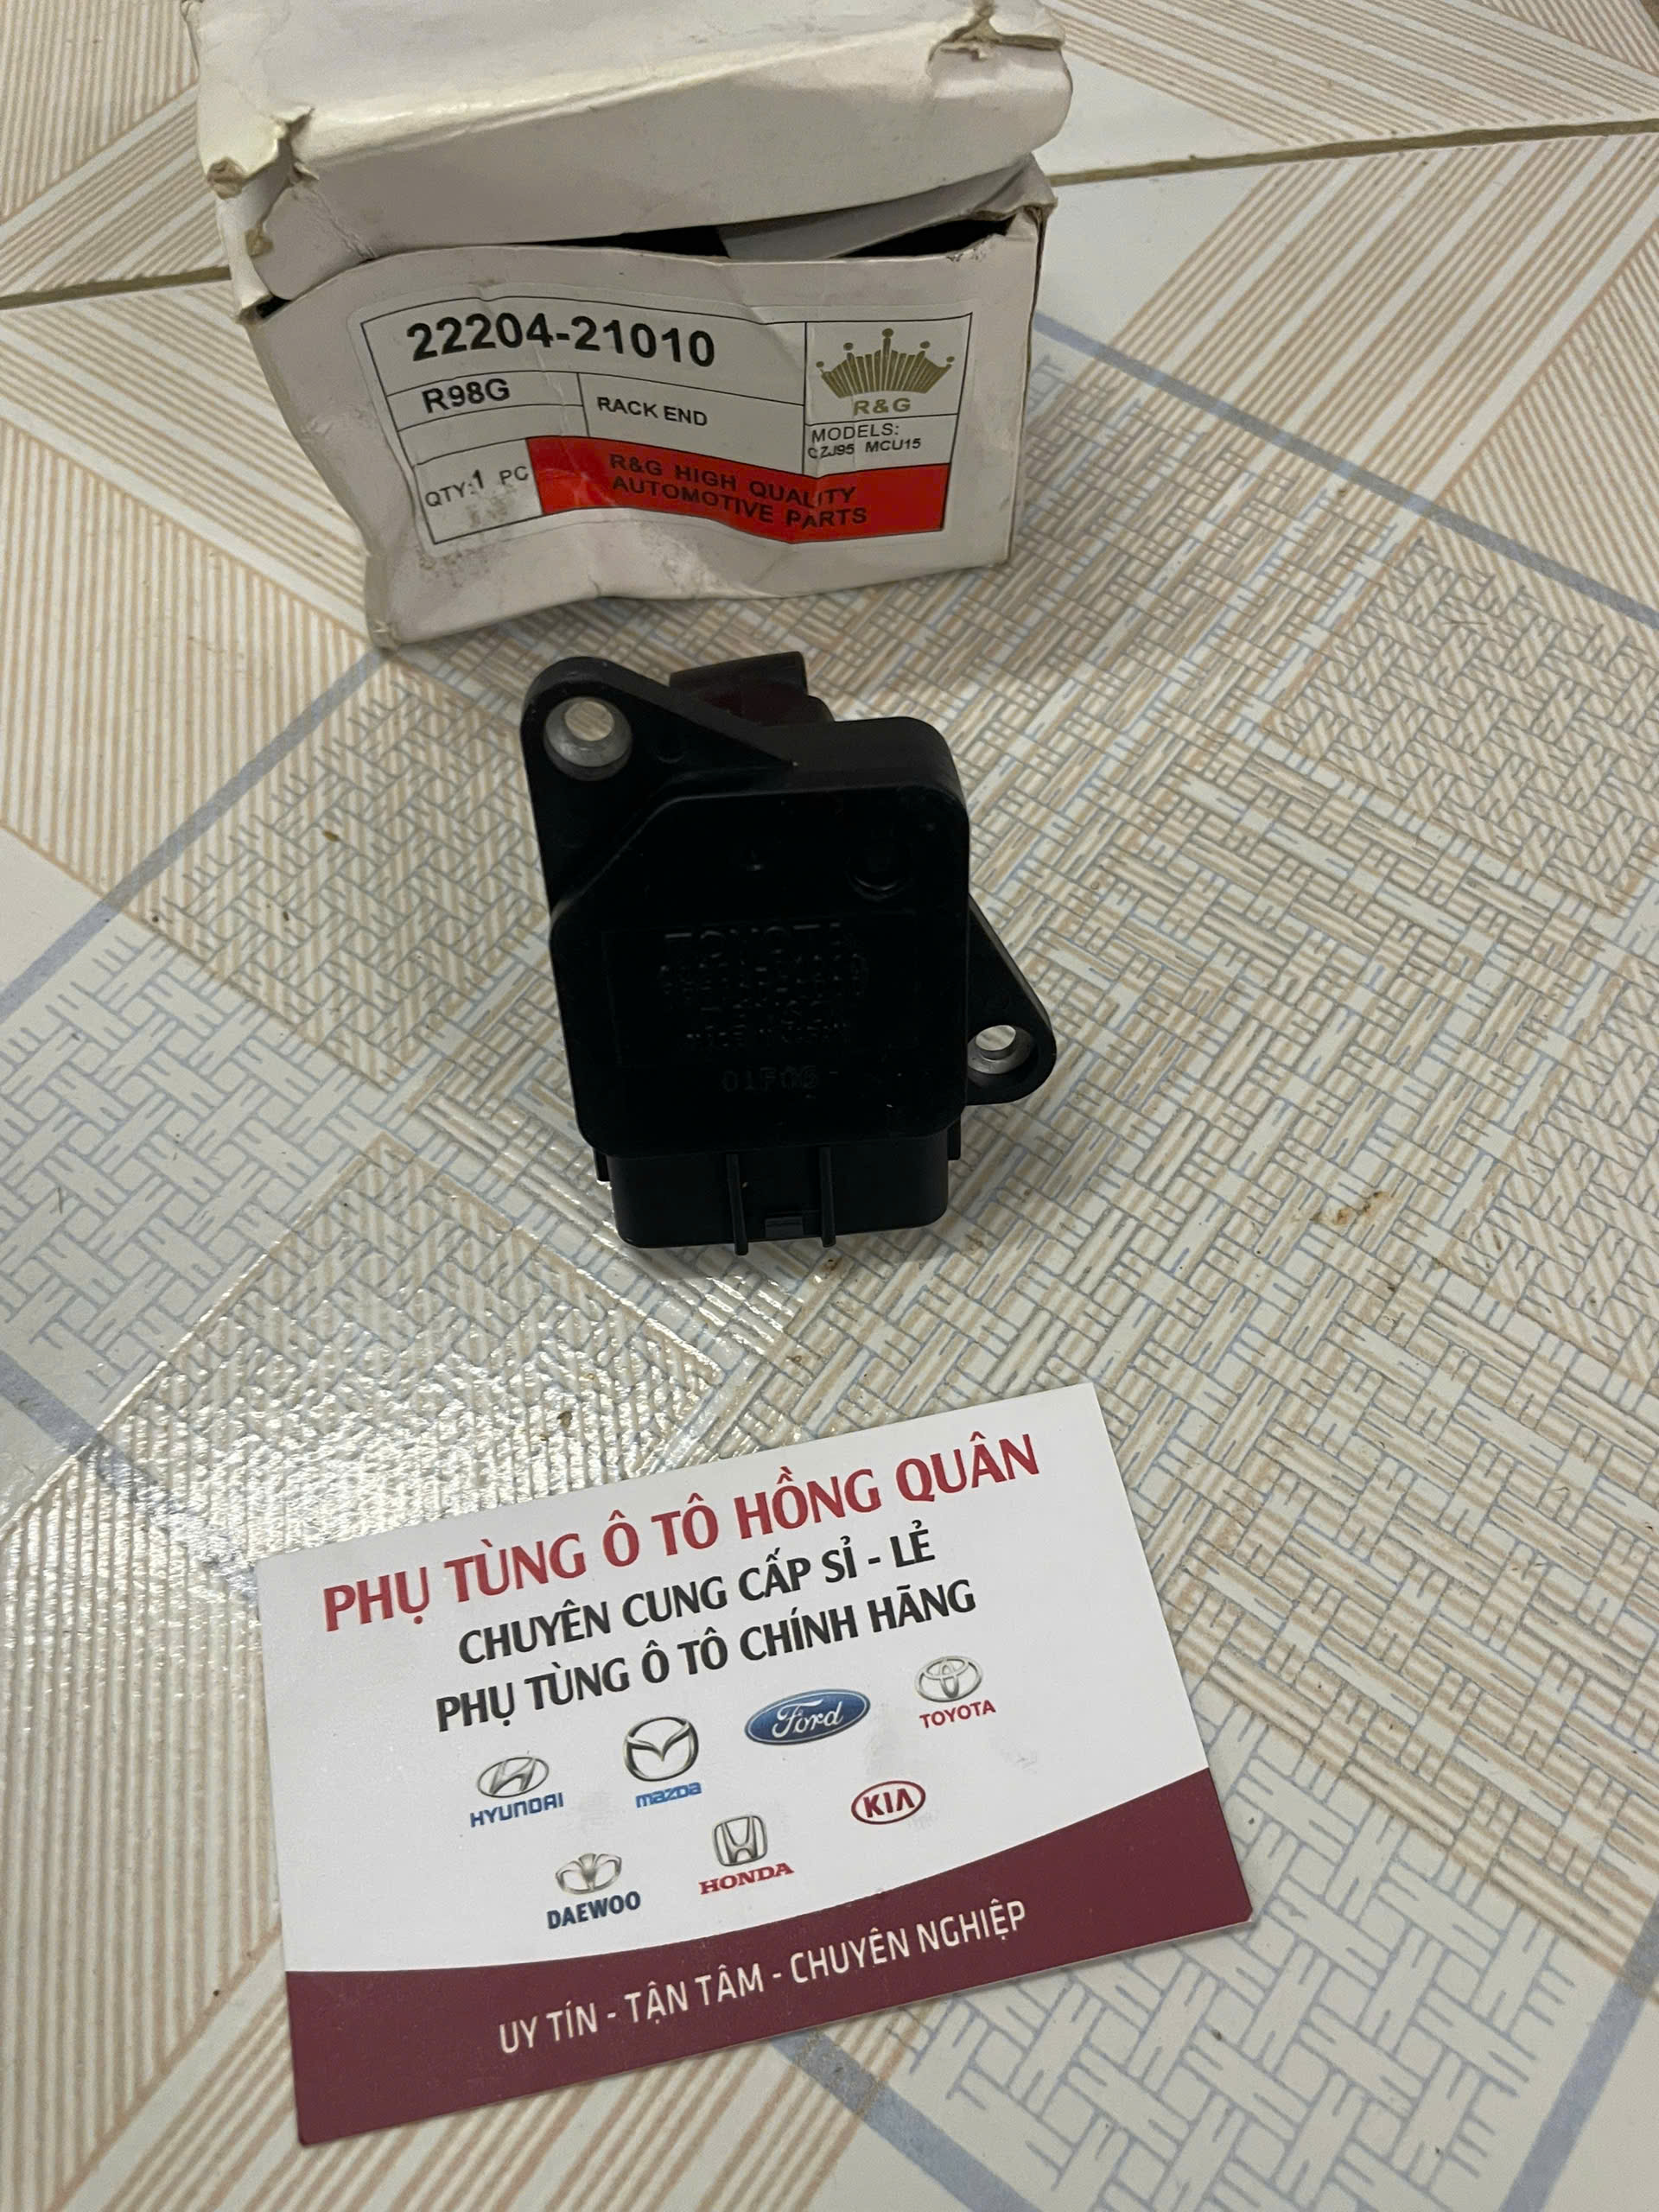 22204-21010
R98G
RACK END
R&G
MODELS:
CZJ95 MCU15
QTY:1 PC
R&G HIGH QUALITY
AUTOMOTIVE PARTS
TOYOTA
PHỤ TÙNG Ô TÔ HỒNG QUÂN
CHUYÊN CUNG CẤP SỈ - LẺ
PHỤ TÙNG Ô TÔ CHÍNH HÃNG
HYUNDAI
mazda
Ford
TOYOTA
DAEWOO
HONDA
KIA
UY TÍN - TẬN TÂM - CHUYÊN NGHIỆP